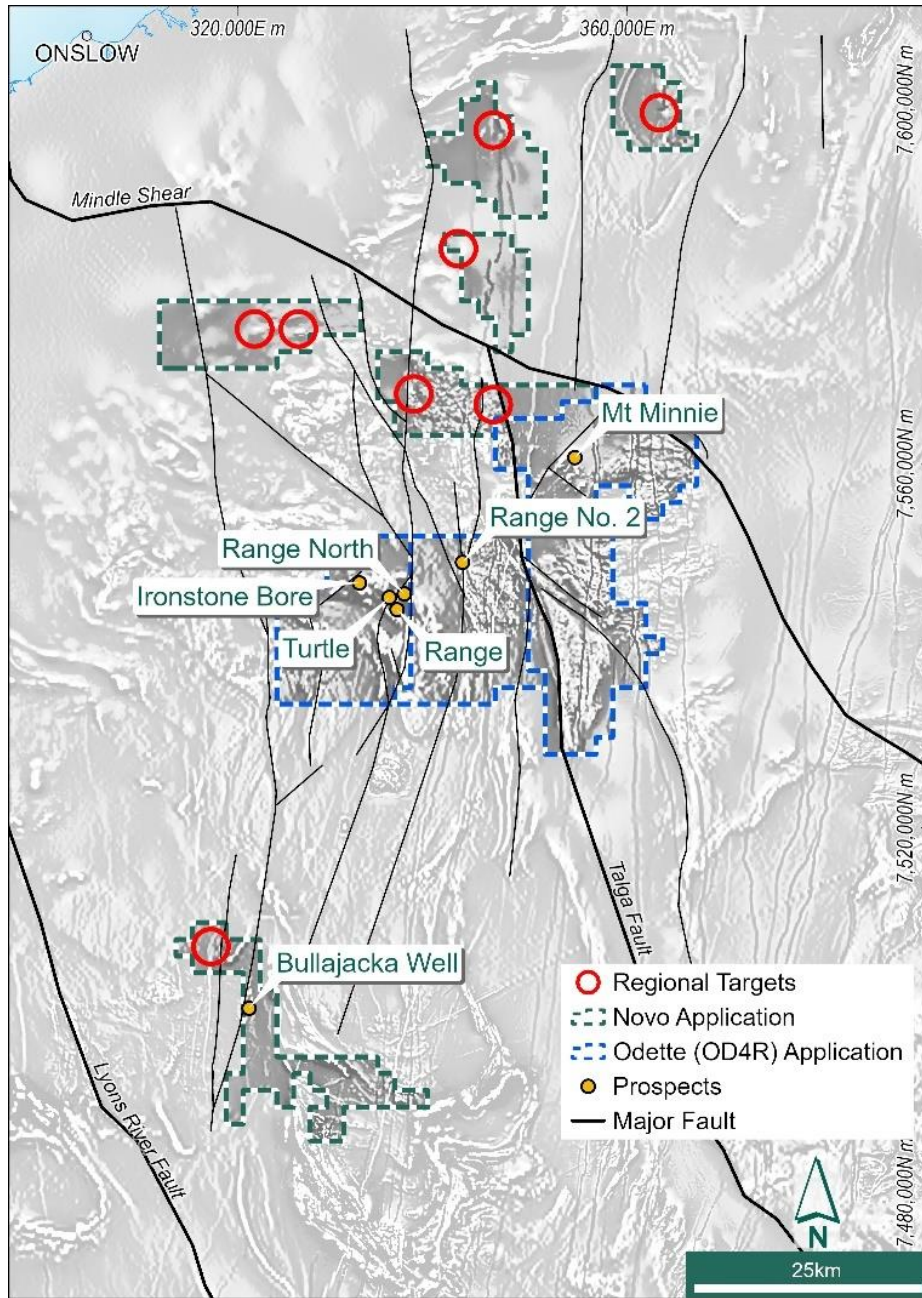 320,000E m
360,000E m
ONSLOW
7,600,000N m
Mindle Shear
Mt Minnie
7,560,000N m
Range No. 2
Range North
Ironstone Bore
Turtle
Range
7,520,000N m
Talga Fault
Bullajacka Well
Regional Targets
Novo Application
Odette (OD4R) Application
Prospects
Major Fault
Lyons River Fault
7,480,000N m
N
25km